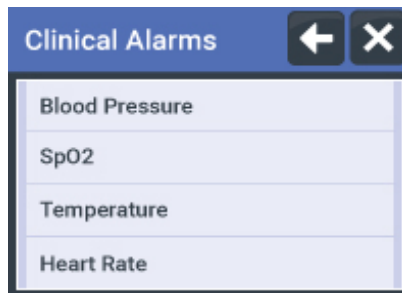 Clinical Alarms
Blood Pressure
SpO2
Temperature
Heart Rate